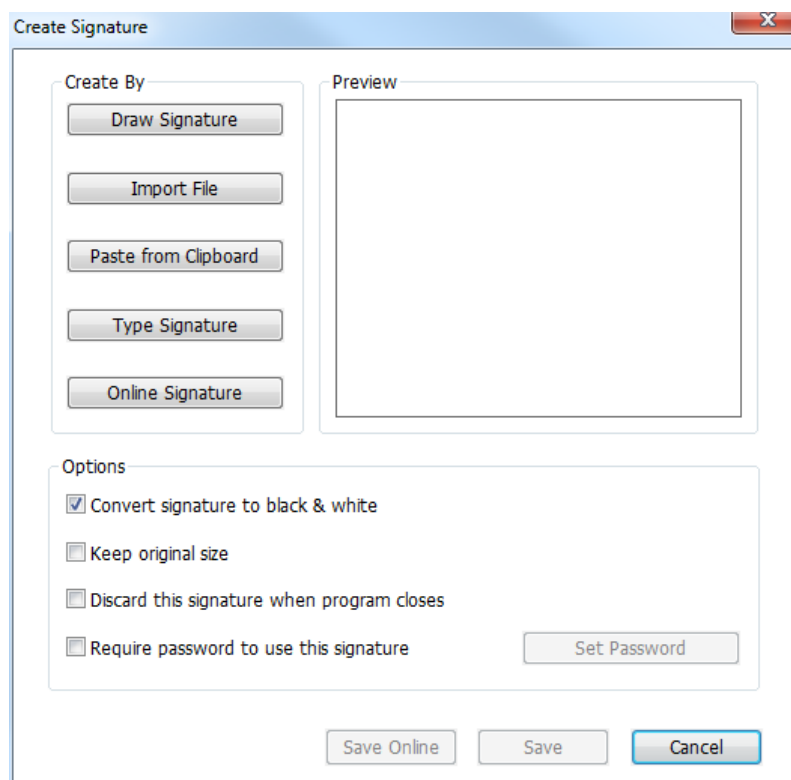 Create Signature
Create By
Draw Signature
Import File
Paste from Clipboard
Type Signature
Online Signature
Preview
Options
Convert signature to black & white
Keep original size
Discard this signature when program closes
Require password to use this signature
Set Password
Save Online
Save
Cancel